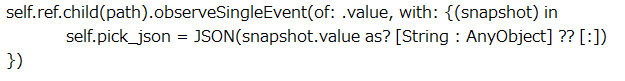 self.ref.child(path).observeSingleEvent(of: .value, with: {(snapshot) in
self.pick_json = JSON(snapshot.value as? [String : AnyObject] ?? [:])
})